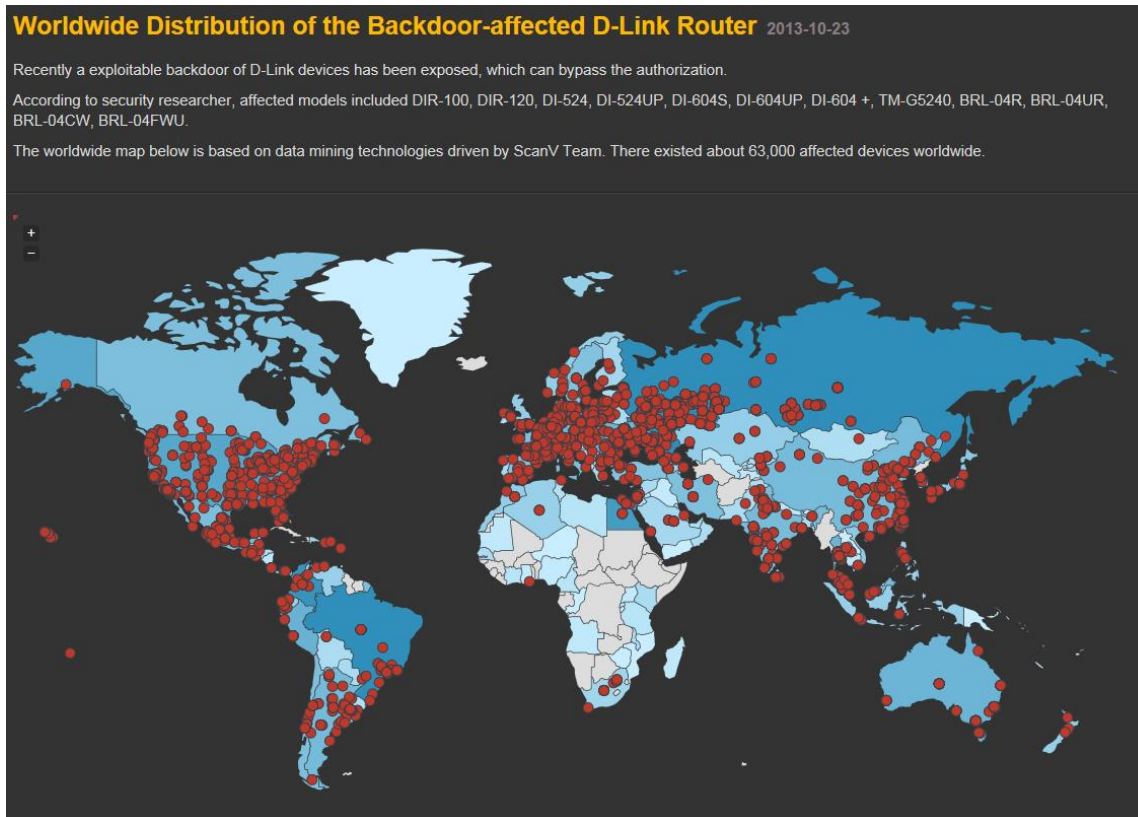 Worldwide Distribution of the Backdoor-affected D-Link Router 2013-10-23
Recently a exploitable backdoor of D-Link devices has been exposed, which can bypass the authorization.
According to security researcher, affected models included DIR-100, DIR-120, DI-524, DI-524UP, DI-604S, DI-604UP, DI-604 +, TM-G5240, BRL-04R, BRL-04UR,
BRL-04CW, BRL-04FWU.
The worldwide map below is based on data mining technologies driven by ScanV Team. There existed about 63,000 affected devices worldwide.
+
−